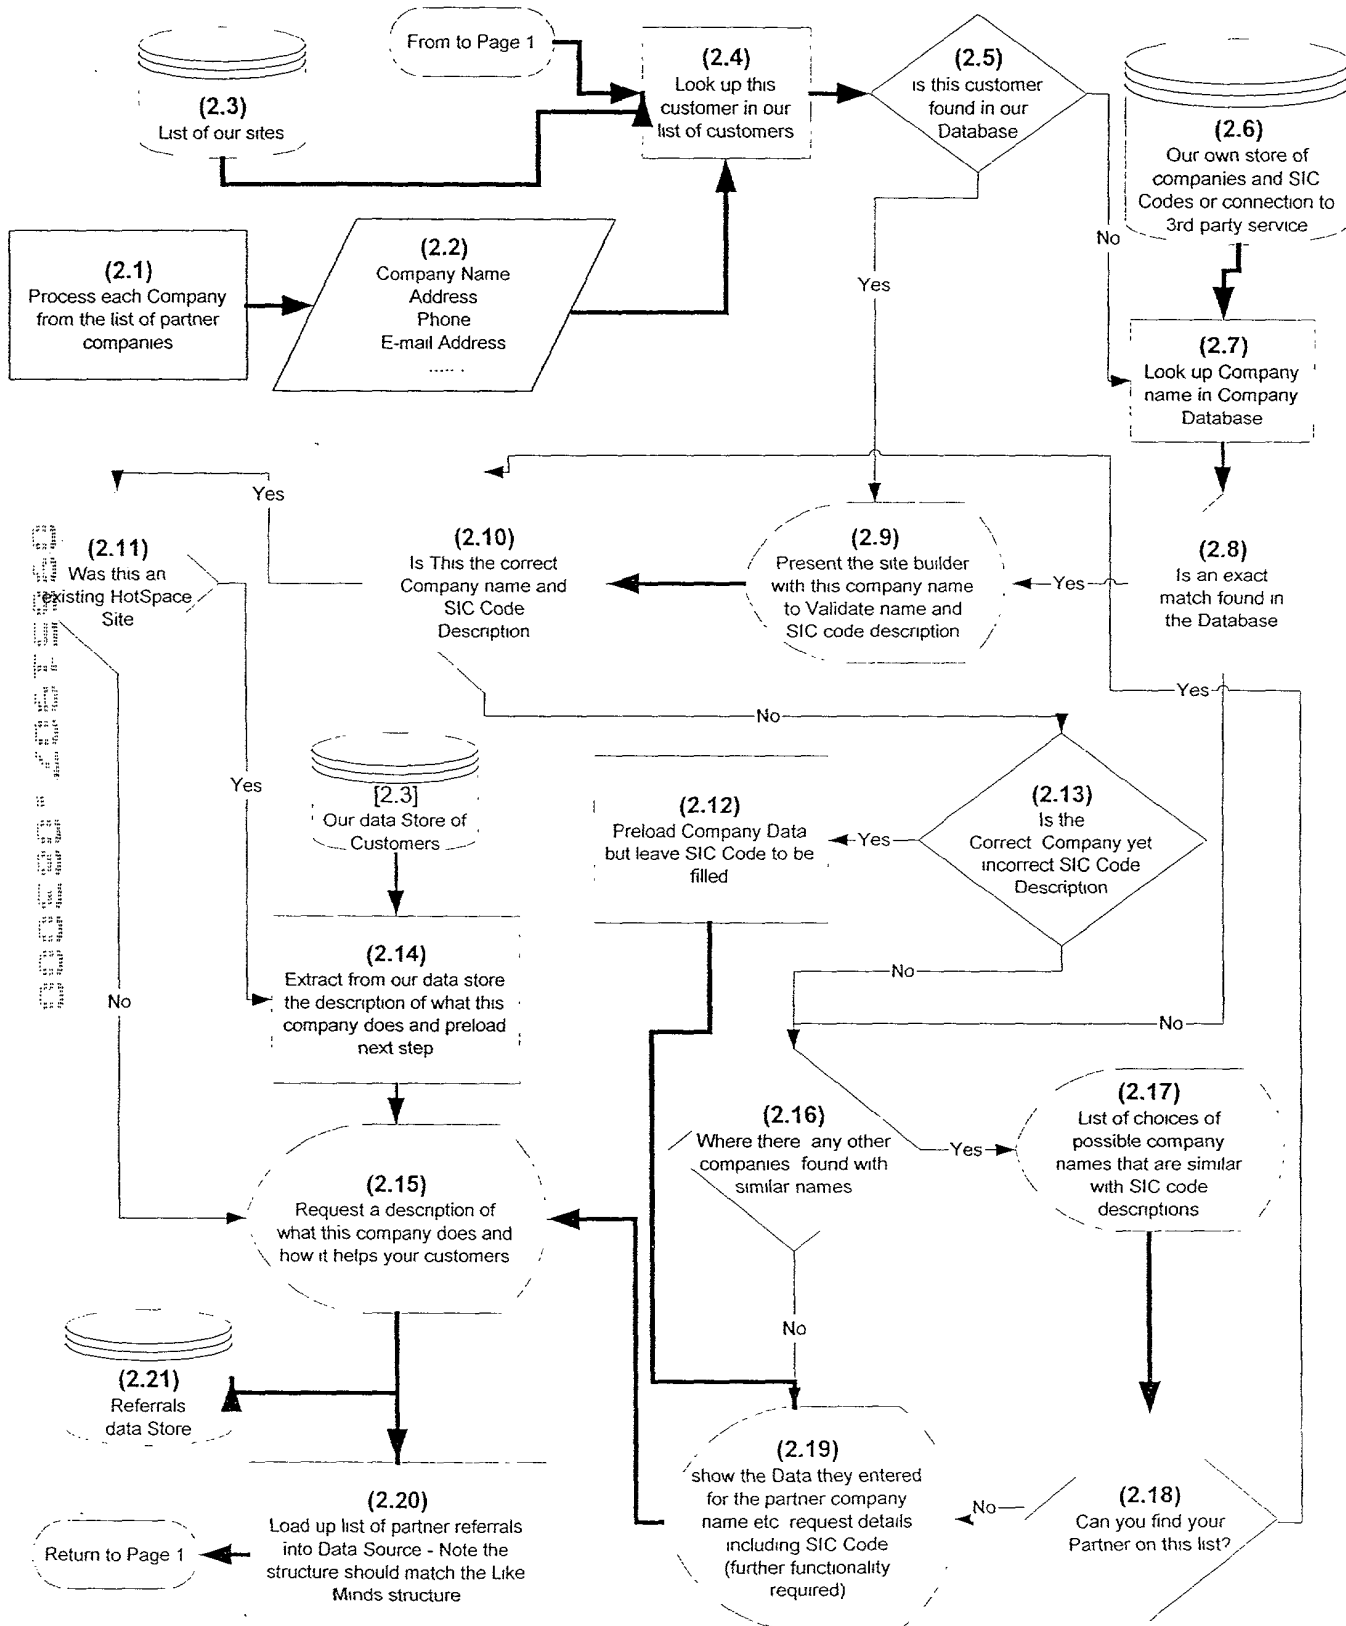 From to Page 1
(2.3)
List of our sites
(2.4)
Look up this
customer in our
list of customers
(2.5)
is this customer
found in our
Database
(2.6)
Our own store of
companies and SIC
Codes or connection to
3rd party service
(2.1)
Process each Company
from the list of partner
companies
(2.2)
Company Name
Address
Phone
E-mail Address
.....
Yes
No
(2.7)
Look up Company
name in Company
Database
Yes
(2.11)
Was this an
existing HotSpace
Site
(2.10)
Is This the correct
Company name and
SIC Code
Description
(2.9)
Present the site builder
with this company name
to Validate name and
SIC code description
Yes
(2.8)
Is an exact
match found in
the Database
No
Yes
Yes
[2.3]
Our data Store of
Customers
(2.12)
Preload Company Data
but leave SIC Code to be
filled
Yes
(2.13)
Is the
Correct Company yet
incorrect SIC Code
Description
No
No
No
(2.14)
Extract from our data store
the description of what this
company does and preload
next step
(2.16)
Where there any other
companies found with
similar names
Yes
(2.17)
List of choices of
possible company
names that are similar
with SIC code
descriptions
(2.15)
Request a description of
what this company does and
how it helps your customers
No
(2.21)
Referrals
data Store
(2.19)
show the Data they entered
for the partner company
name etc request details
including SIC Code
(further functionality
required)
No
(2.18)
Can you find your
Partner on this list?
(2.20)
Load up list of partner referrals
into Data Source - Note the
structure should match the Like
Minds structure
Return to Page 1